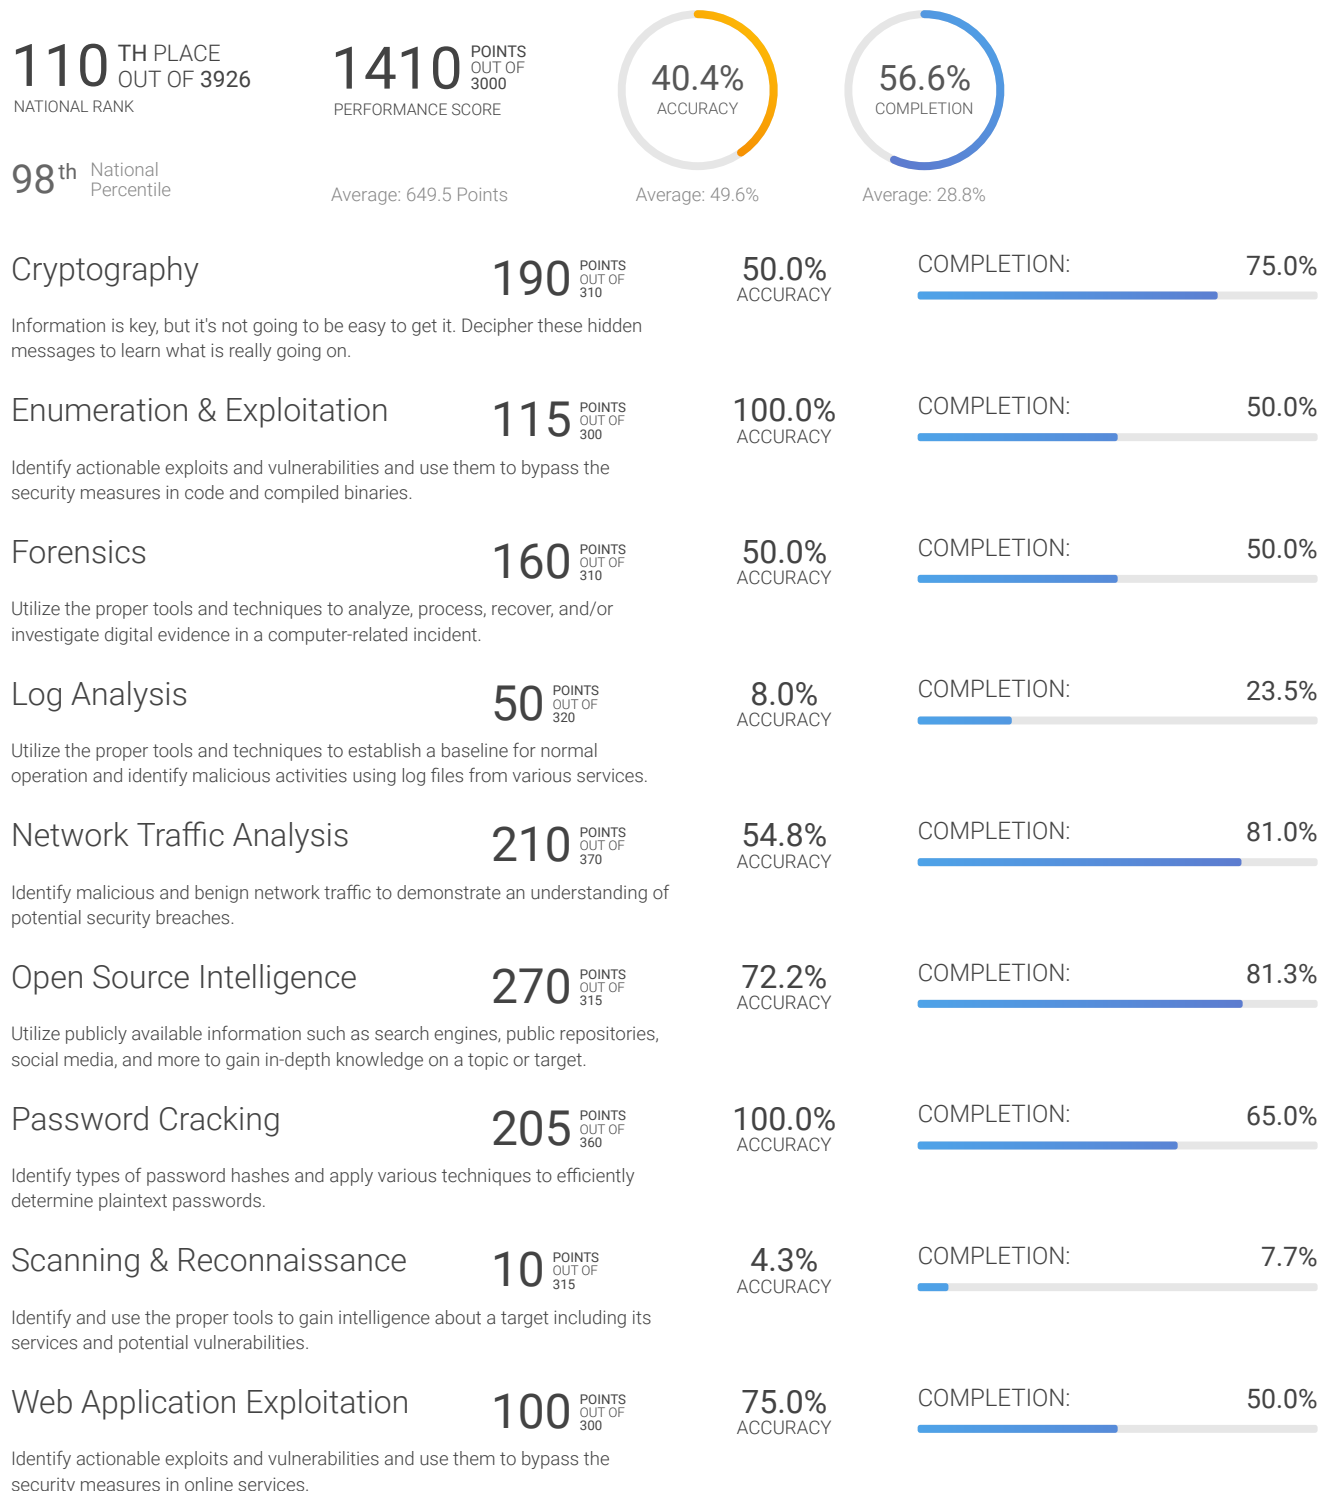 110 TH PLACE
OUT OF 3926
NATIONAL RANK
98th National
Percentile
1410 POINTS
OUT OF
3000
PERFORMANCE SCORE
Average: 649.5 Points
40.4%
ACCURACY
Average: 49.6%
56.6%
COMPLETION
Average: 28.8%
Cryptography
190 POINTS
OUT OF
310
50.0%
ACCURACY
COMPLETION: 75.0%
Information is key, but it's not going to be easy to get it. Decipher these hidden
messages to learn what is really going on.
Enumeration & Exploitation
115 POINTS
OUT OF
300
100.0%
ACCURACY
COMPLETION: 50.0%
Identify actionable exploits and vulnerabilities and use them to bypass the
security measures in code and compiled binaries.
Forensics
160 POINTS
OUT OF
310
50.0%
ACCURACY
COMPLETION: 50.0%
Utilize the proper tools and techniques to analyze, process, recover, and/or
investigate digital evidence in a computer-related incident.
Log Analysis
50 POINTS
OUT OF
320
8.0%
ACCURACY
COMPLETION: 23.5%
Utilize the proper tools and techniques to establish a baseline for normal
operation and identify malicious activities using log files from various services.
Network Traffic Analysis
210 POINTS
OUT OF
370
54.8%
ACCURACY
COMPLETION: 81.0%
Identify malicious and benign network traffic to demonstrate an understanding of
potential security breaches.
Open Source Intelligence
270 POINTS
OUT OF
315
72.2%
ACCURACY
COMPLETION: 81.3%
Utilize publicly available information such as search engines, public repositories,
social media, and more to gain in-depth knowledge on a topic or target.
Password Cracking
205 POINTS
OUT OF
360
100.0%
ACCURACY
COMPLETION: 65.0%
Identify types of password hashes and apply various techniques to efficiently
determine plaintext passwords.
Scanning & Reconnaissance
10 POINTS
OUT OF
315
4.3%
ACCURACY
COMPLETION: 7.7%
Identify and use the proper tools to gain intelligence about a target including its
services and potential vulnerabilities.
Web Application Exploitation
100 POINTS
OUT OF
300
75.0%
ACCURACY
COMPLETION: 50.0%
Identify actionable exploits and vulnerabilities and use them to bypass the
security measures in online services.